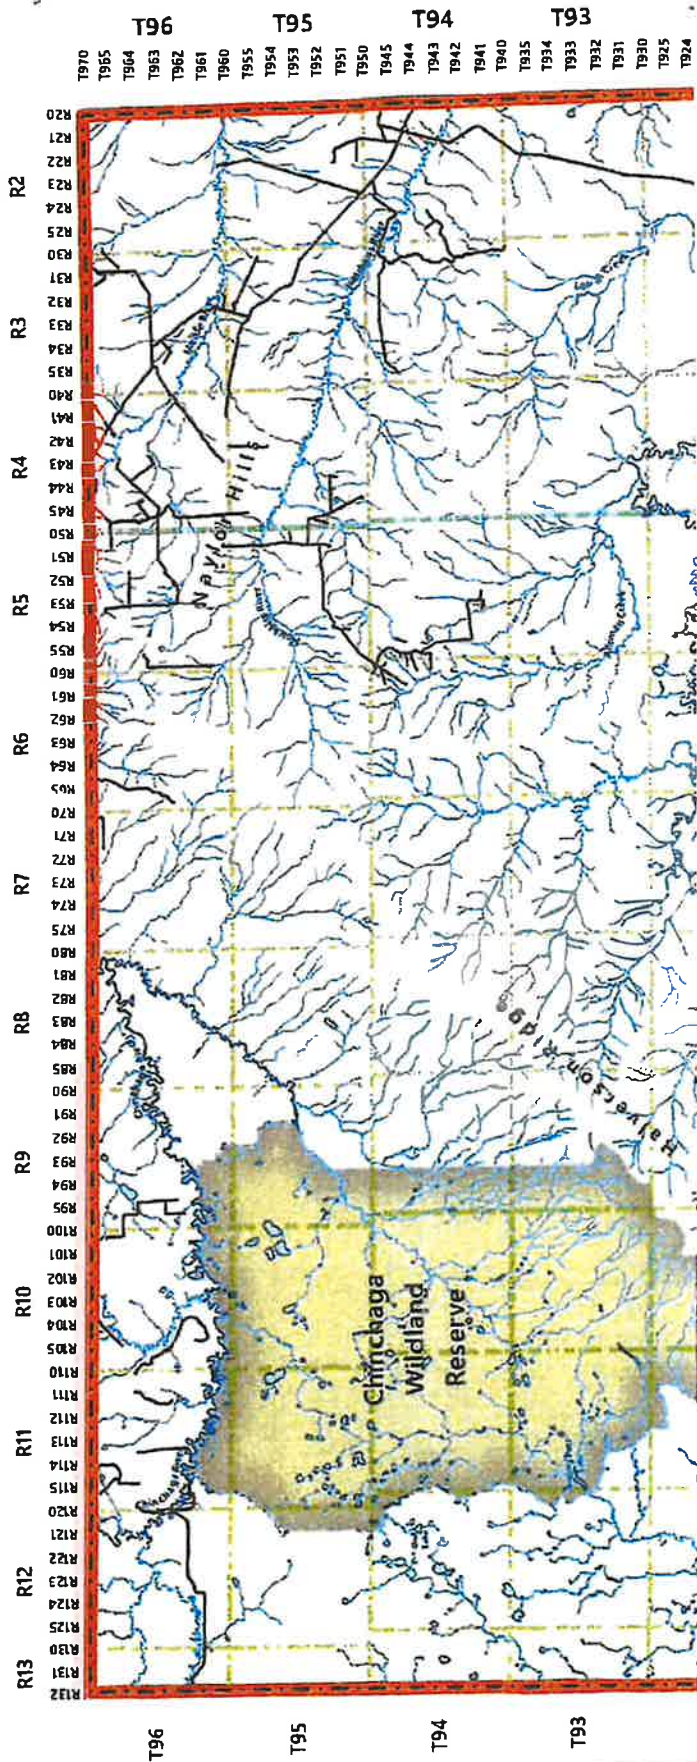 T96 T95 T94 T93
T970 T965 T964 T963 T962 T961 T960 T955 T954 T953 T952 T951 T950 T945 T944 T943 T942 T941 T940 T935 T934 T933 T932 T931 T930 T925 T924
R2
R20 R21 R22 R23 R24 R25
R3
R30 R31 R32 R33 R34 R35
R4
R40 R41 R42 R43 R44 R45
R5
R50 R51 R52 R53 R54 R55
R6
R60 R61 R62 R63 R64 R65
R7
R70 R71 R72 R73 R74 R75
R8
R80 R81 R82 R83 R84 R85
R9
R90 R91 R92 R93 R94 R95
R10
R100 R101 R102 R103 R104 R105
R11
R110 R111 R112 R113 R114 R115
R12
R120 R121 R122 R123 R124 R125
R13
R130 R131 R132
Hawk Hills
Halverson Ridge
Chinchaga
Wildland
Reserve
T96 T95 T94 T93